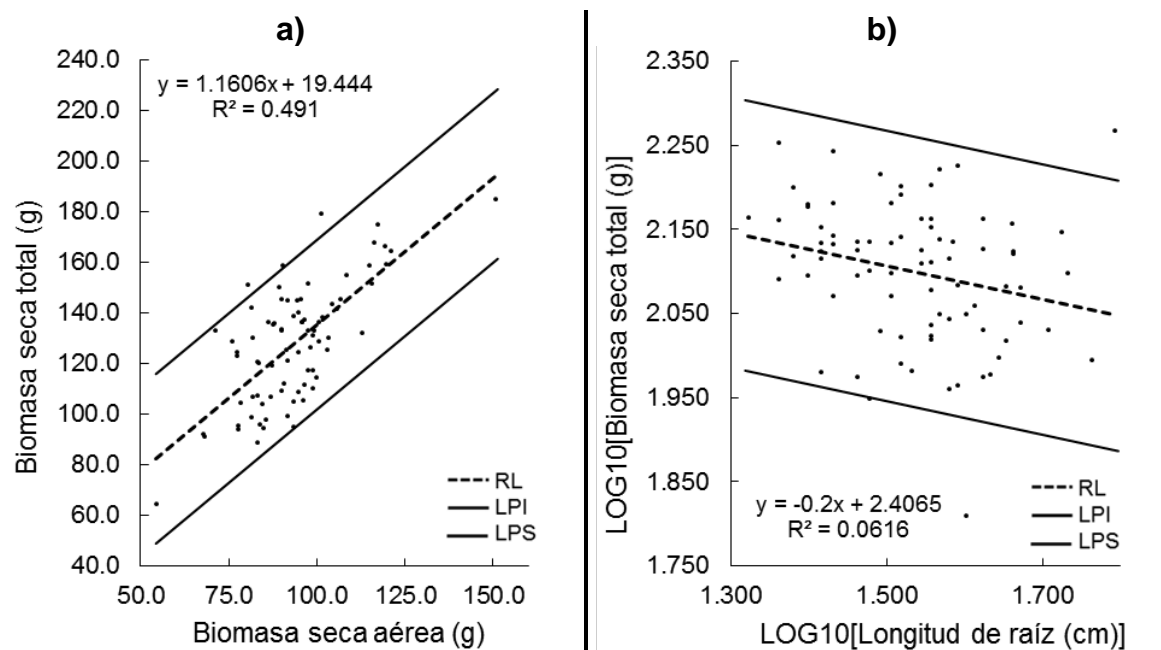 a)
240.0
220.0
200.0
180.0
160.0
140.0
120.0
100.0
80.0
60.0
40.0
Biomasa seca total (g)
y = 1.1606x + 19.444
R² = 0.491
RL
LPI
LPS
50.0 75.0 100.0 125.0 150.0
Biomasa seca aérea (g)
b)
2.350
2.250
2.150
2.050
1.950
1.850
1.750
LOG10[Biomasa seca total (g)]
y = -0.2x + 2.4065
R² = 0.0616
RL
LPI
LPS
1.300 1.500 1.700
LOG10[Longitud de raíz (cm)]